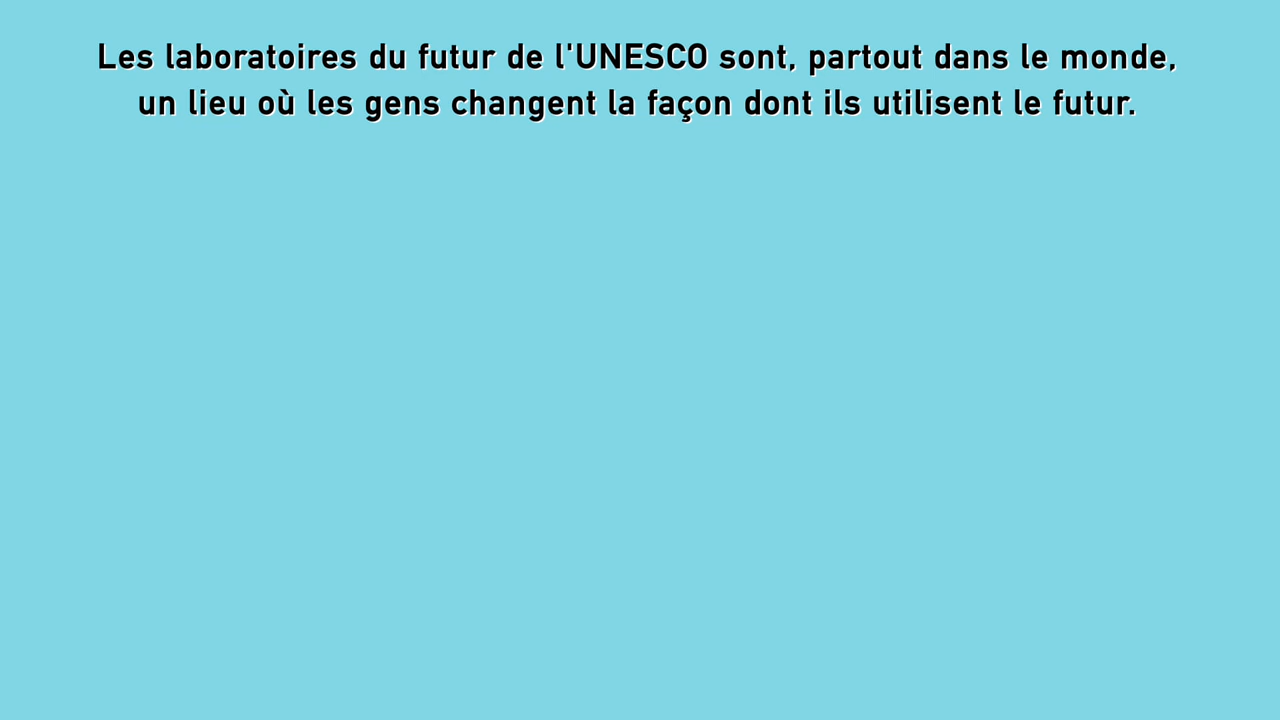 Les laboratoires du futur de l'UNESCO sont, partout dans le monde,
un lieu où les gens changent la façon dont ils utilisent le futur.